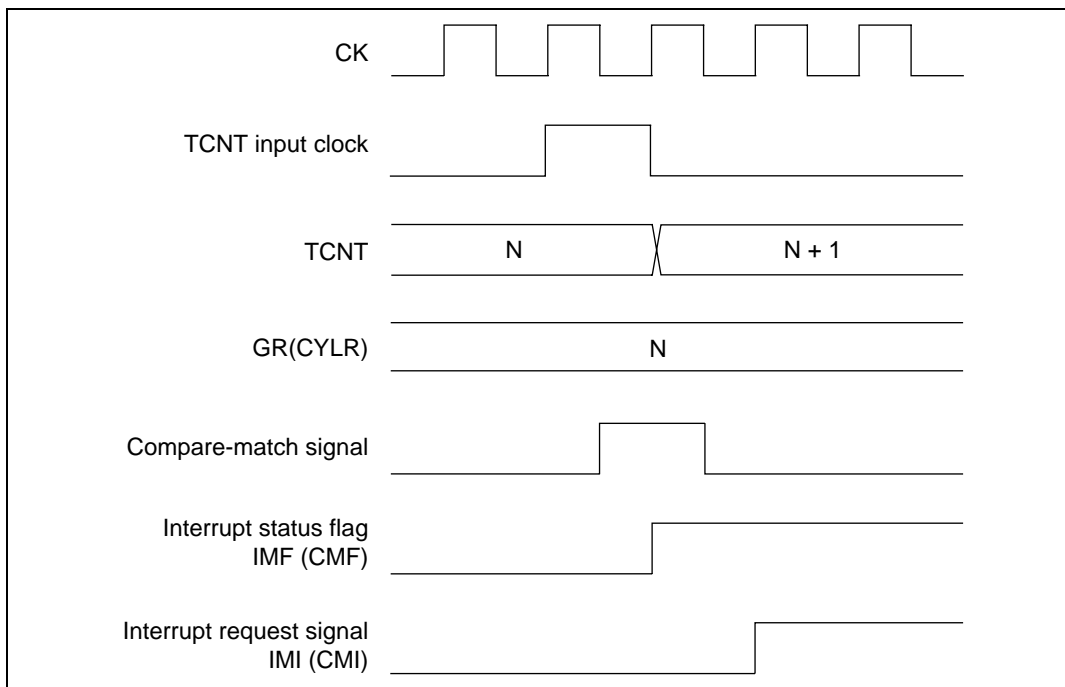 CK
TCNT input clock
TCNT
N
N + 1
GR(CYLR)
N
Compare-match signal
Interrupt status flag
IMF (CMF)
Interrupt request signal
IMI (CMI)